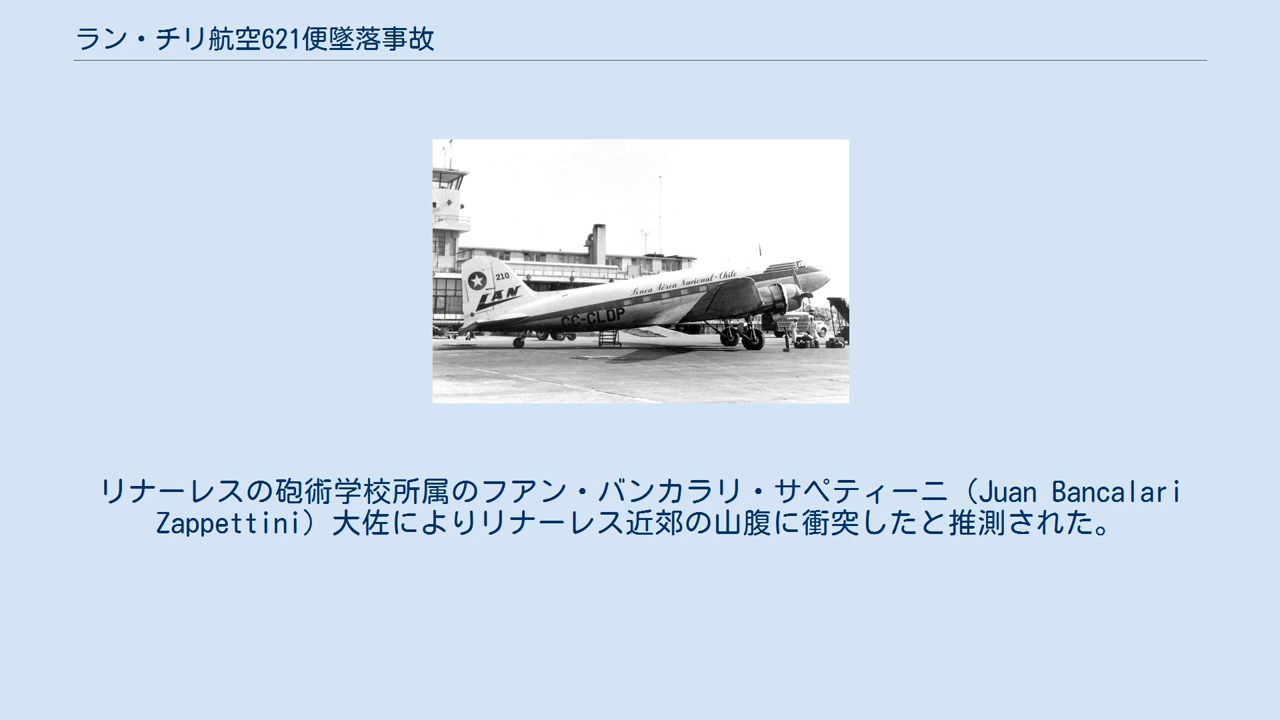 ラン・チリ航空621便墜落事故
210
LAN
Línea Aérea Nacional - Chile
CC-CLDP
リナーレスの砲術学校所属のフアン・バンカラリ・サペティーニ（Juan Bancalari
Zappettini）大佐によりリナーレス近郊の山腹に衝突したと推測された。